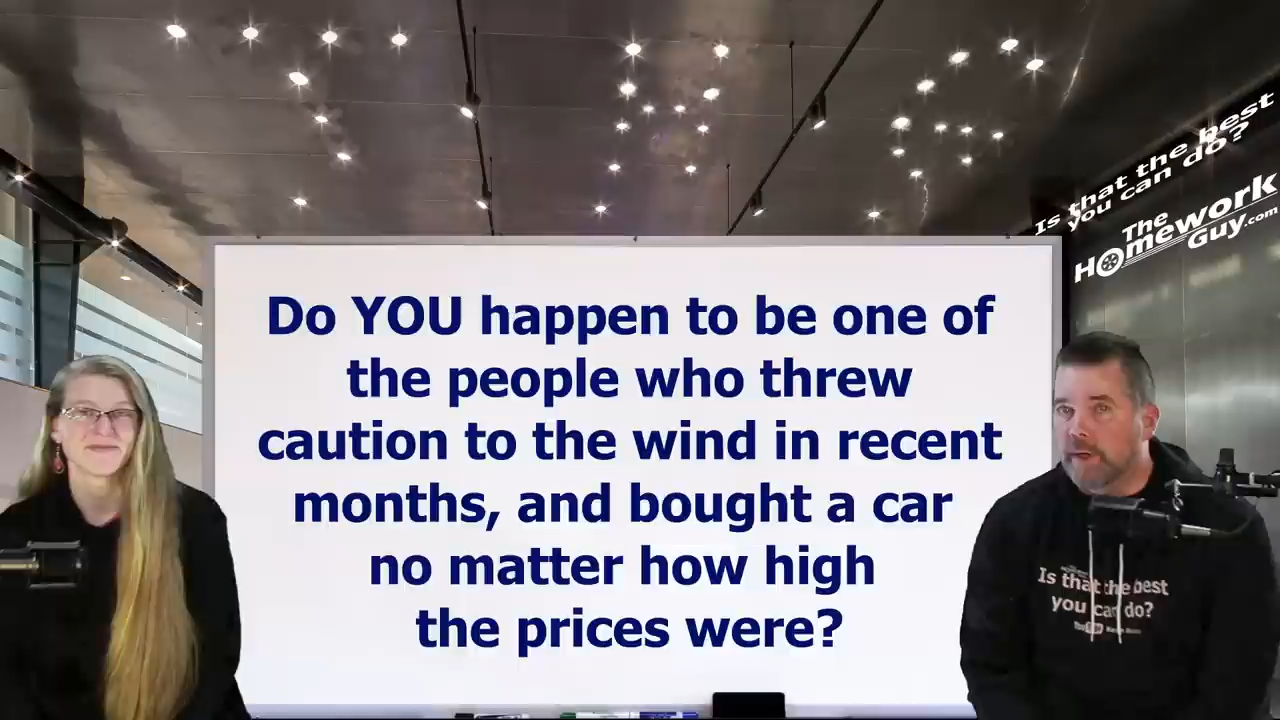 Is that the best
you can do?
The
Homework
Guy.com
Do YOU happen to be one of
the people who threw
caution to the wind in recent
months, and bought a car
no matter how high
the prices were?
Is that the best
you can do?